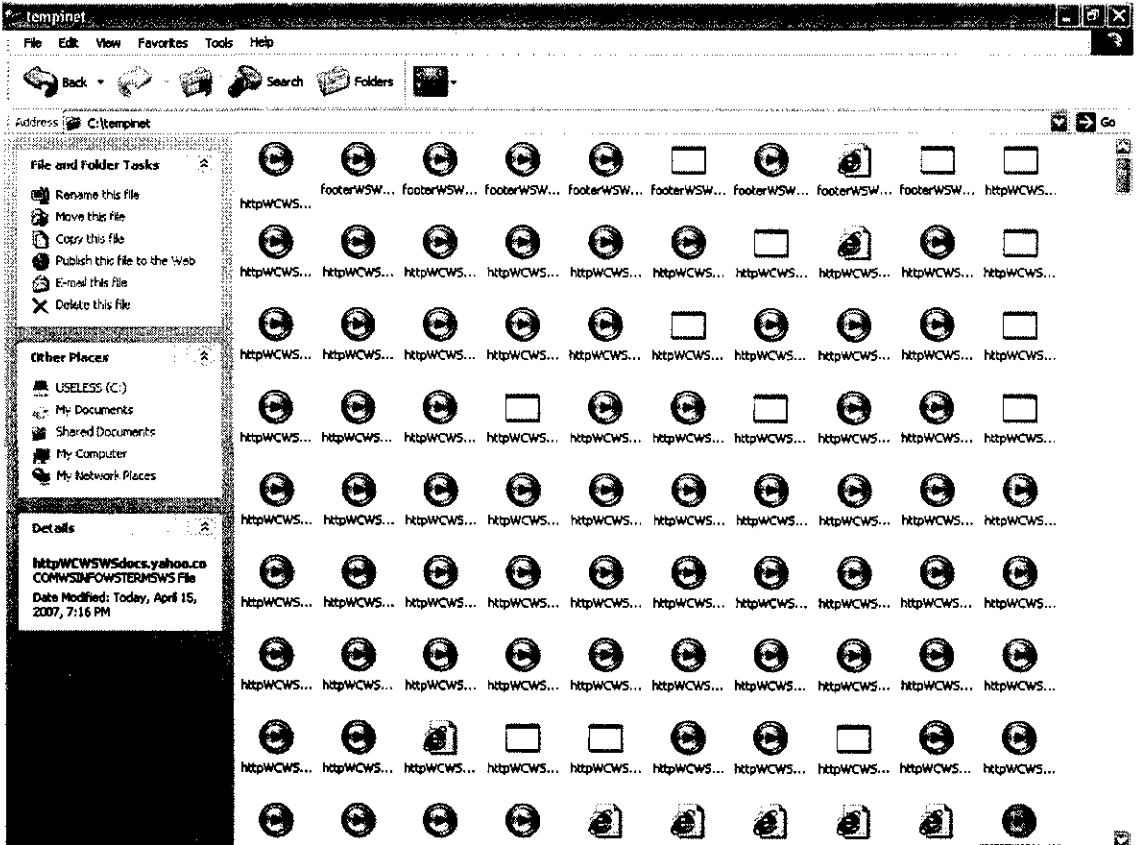 tempinet
File Edit View Favorites Tools Help
Back Search Folders
Address C:\tempinet Go
File and Folder Tasks
Rename this file
Move this file
Copy this file
Publish this file to the Web
E-mail this file
Delete this file
Other Places
USELESS (C:)
My Documents
Shared Documents
My Computer
My Network Places
Details
httpWCWSWSdocs.yahoo.co
COMWSINFOWSTERMSWS File
Date Modified: Today, April 15,
2007, 7:16 PM
httpWCWS... footerWSW... footerWSW... footerWSW... footerWSW... footerWSW... footerWSW... footerWSW... footerWSW... httpWCWS...
httpWCWS... httpWCWS... httpWCWS... httpWCWS... httpWCWS... httpWCWS... httpWCWS... httpWCWS... httpWCWS... httpWCWS...
httpWCWS... httpWCWS... httpWCWS... httpWCWS... httpWCWS... httpWCWS... httpWCWS... httpWCWS... httpWCWS... httpWCWS...
httpWCWS... httpWCWS... httpWCWS... httpWCWS... httpWCWS... httpWCWS... httpWCWS... httpWCWS... httpWCWS... httpWCWS...
httpWCWS... httpWCWS... httpWCWS... httpWCWS... httpWCWS... httpWCWS... httpWCWS... httpWCWS... httpWCWS... httpWCWS...
httpWCWS... httpWCWS... httpWCWS... httpWCWS... httpWCWS... httpWCWS... httpWCWS... httpWCWS... httpWCWS... httpWCWS...
httpWCWS... httpWCWS... httpWCWS... httpWCWS... httpWCWS... httpWCWS... httpWCWS... httpWCWS... httpWCWS... httpWCWS...
httpWCWS... httpWCWS... httpWCWS... httpWCWS... httpWCWS... httpWCWS... httpWCWS... httpWCWS... httpWCWS... httpWCWS...